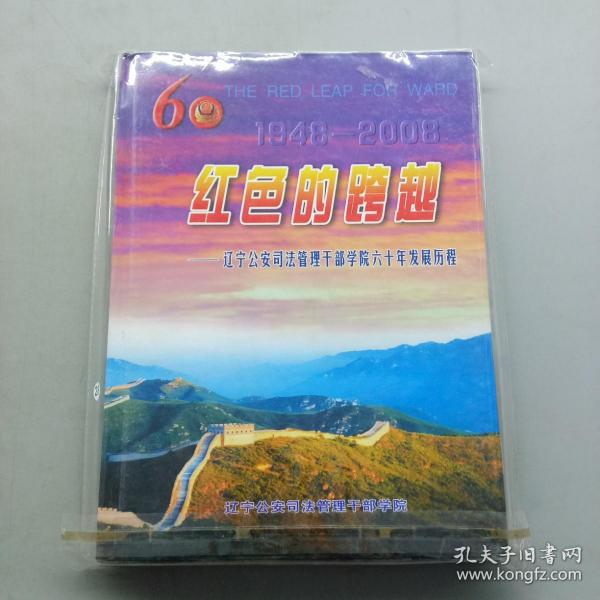 60
THE RED LEAP FOR WARD
1948-2008
红色的跨越
——辽宁公安司法管理干部学院六十年发展历程
辽宁公安司法管理干部学院
孔夫子旧书网
www.kongfz.com